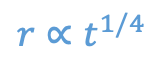 r ∝ t^{1/4}